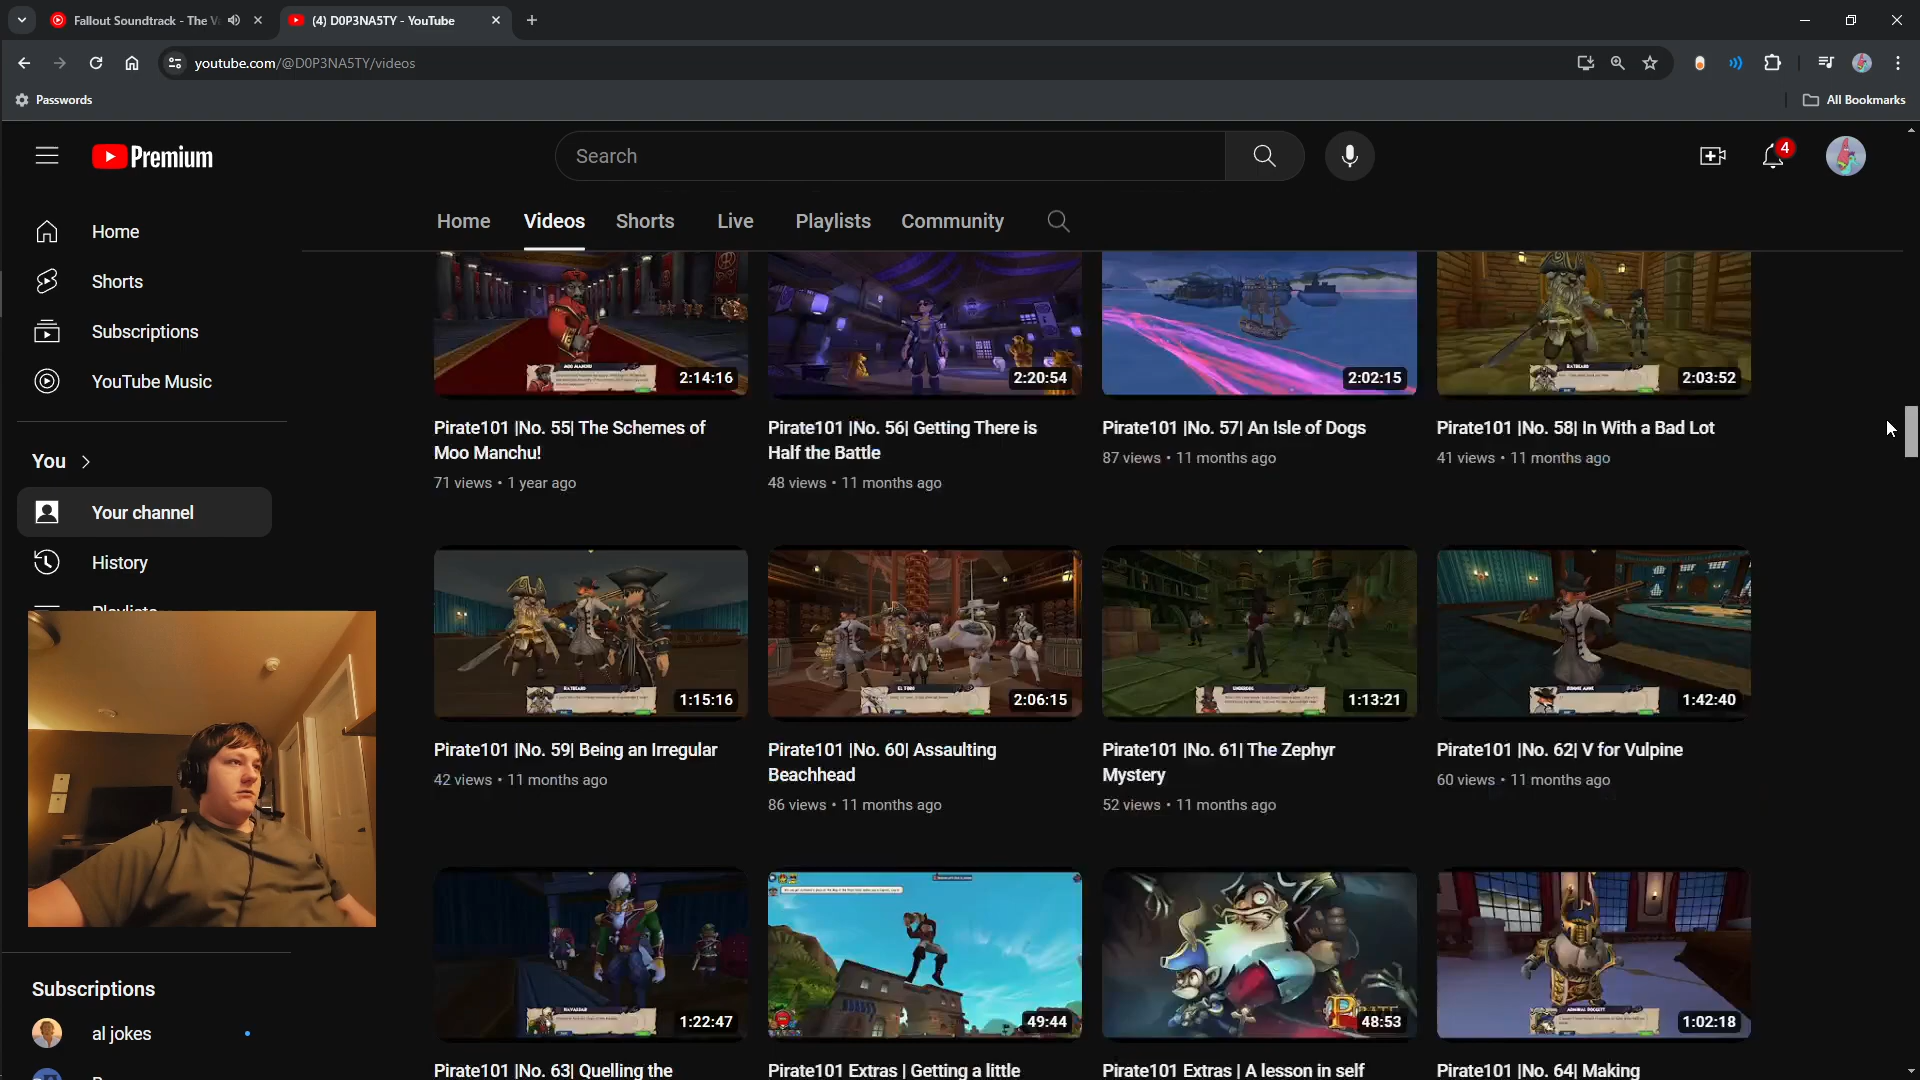 Fallout Soundtrack - The V
(4) D0P3NA5TY - YouTube
youtube.com/@D0P3NA5TY/videos
Passwords
All Bookmarks
Premium
Search
4
Home
Videos
Shorts
Live
Playlists
Community
Home
Shorts
Subscriptions
YouTube Music
You
Your channel
History
Playlists
Subscriptions
al jokes
MOO MANCHU
2:14:16
2:20:54
2:02:15
RATBEARD
2:03:52
Pirate101 |No. 55| The Schemes of
Moo Manchu!
71 views • 1 year ago
Pirate101 |No. 56| Getting There is
Half the Battle
48 views • 11 months ago
Pirate101 |No. 57| An Isle of Dogs
87 views • 11 months ago
Pirate101 |No. 58| In With a Bad Lot
41 views • 11 months ago
RATBEARD
1:15:16
EL TORO
2:06:15
1:13:21
BONNIE ANNE
1:42:40
Pirate101 |No. 59| Being an Irregular
42 views • 11 months ago
Pirate101 |No. 60| Assaulting
Beachhead
86 views • 11 months ago
Pirate101 |No. 61| The Zephyr
Mystery
52 views • 11 months ago
Pirate101 |No. 62| V for Vulpine
60 views • 11 months ago
1:22:47
49:44
48:53
1:02:18
Pirate101 |No. 63| Quelling the
Pirate101 Extras | Getting a little
Pirate101 Extras | A lesson in self
Pirate101 |No. 64| Making